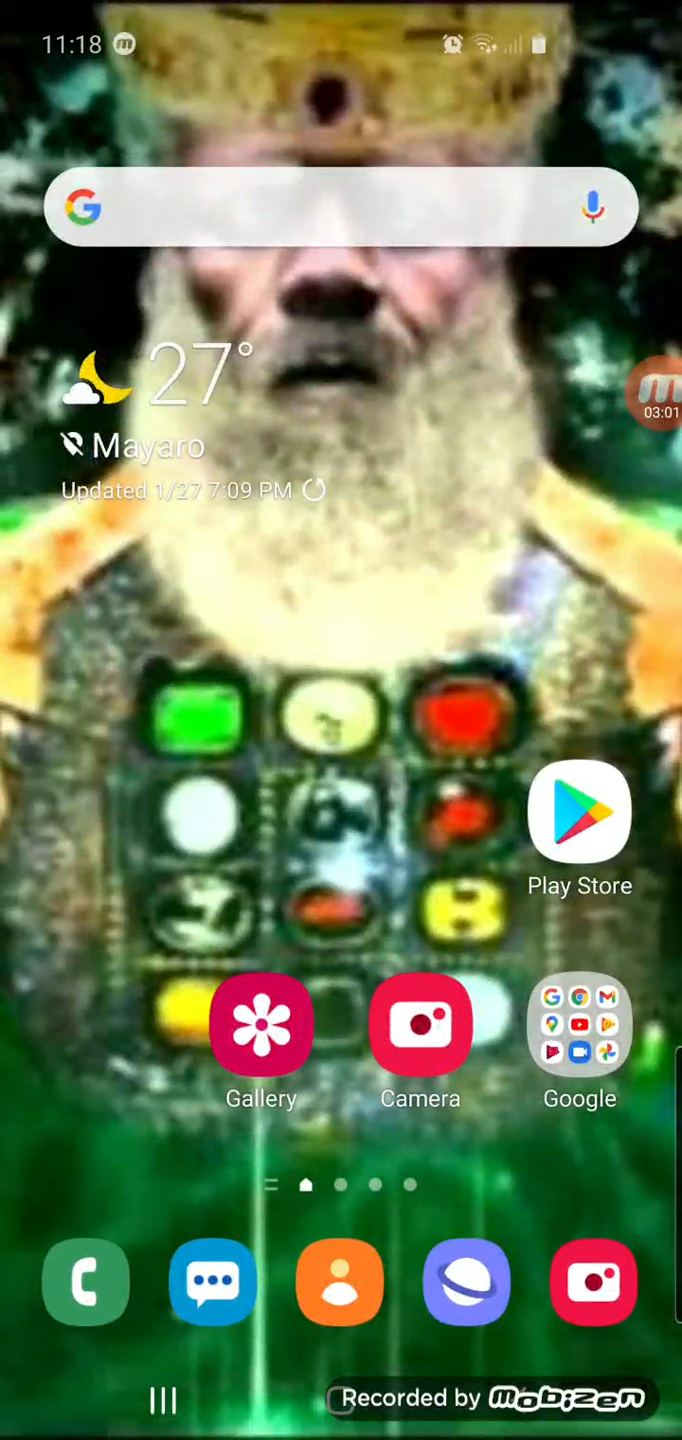 11:18
27°
Mayaro
Updated 1/27 7:09 PM
03:01
Play Store
Gallery
Camera
Google
Recorded by mobizen